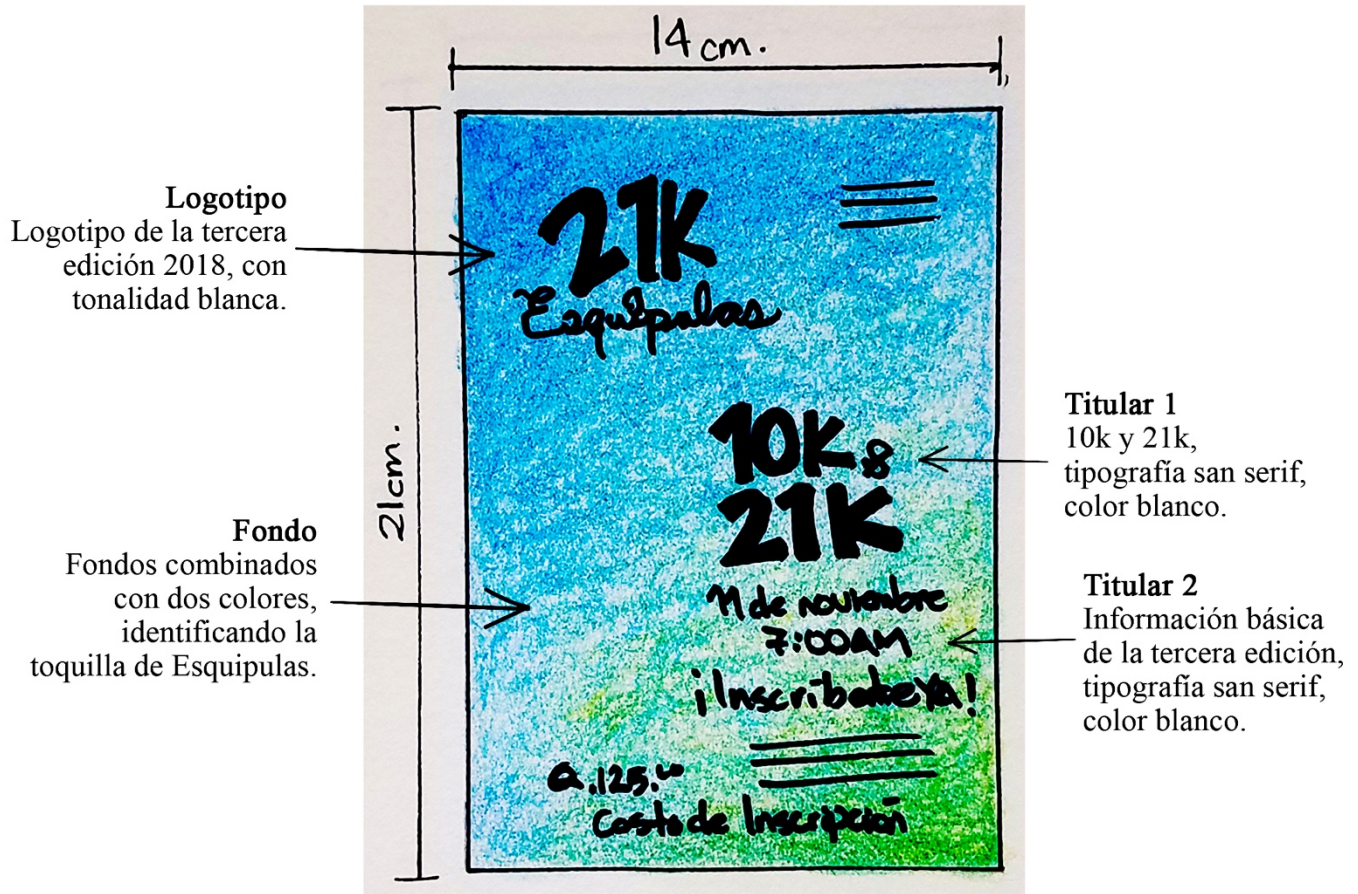 14 cm.
21cm.
Logotipo
Logotipo de la tercera
edición 2018, con
tonalidad blanca.
21K
Esquipulas
10K &
21K
Titular 1
10k y 21k,
tipografía san serif,
color blanco.
Fondo
Fondos combinados
con dos colores,
identificando la
toquilla de Esquipulas.
11 de noviembre
7:00AM
¡InscríbateYa!
Titular 2
Información básica
de la tercera edición,
tipografía san serif,
color blanco.
Q.125.00
Costo de Inscripción